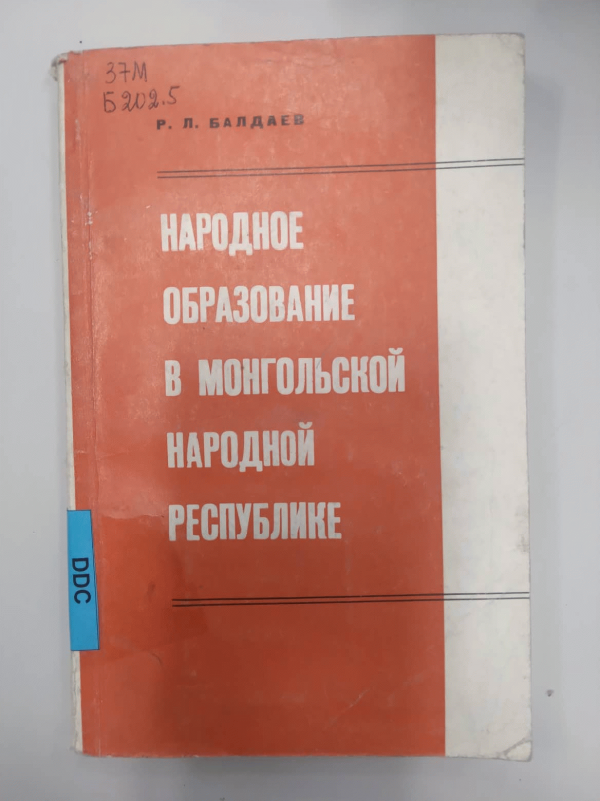 37М
Б202.5
Р. Л. БАЛДАЕВ
НАРОДНОЕ
ОБРАЗОВАНИЕ
В МОНГОЛЬСКОЙ
НАРОДНОЙ
РЕСПУБЛИКЕ
DDC